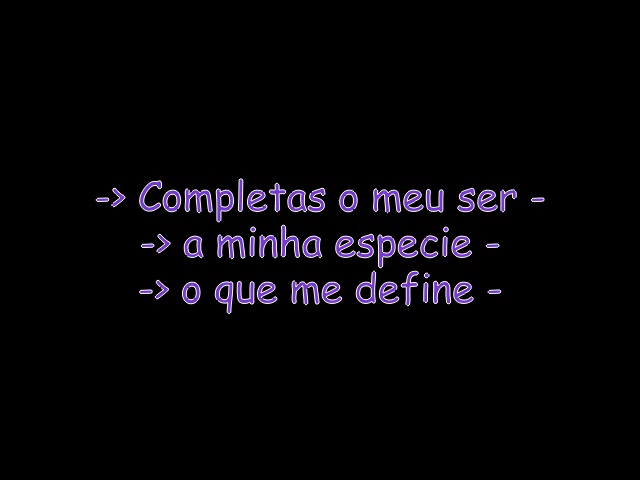 -> Completas o meu ser -
-> a minha especie -
-> o que me define -